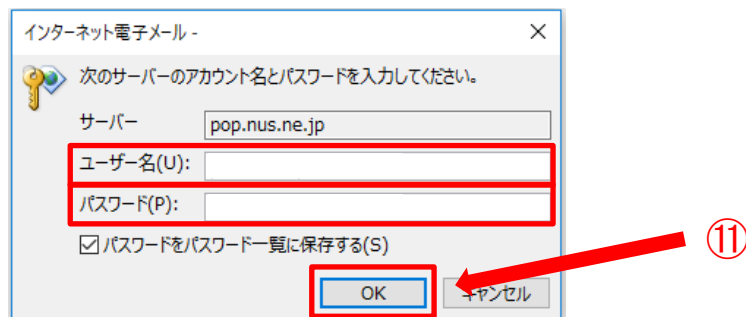 インターネット電子メール -
次のサーバーのアカウント名とパスワードを入力してください。
サーバー pop.nus.ne.jp
ユーザー名(U):
パスワード(P):
パスワードをパスワード一覧に保存する(S)
OK キャンセル
⑪